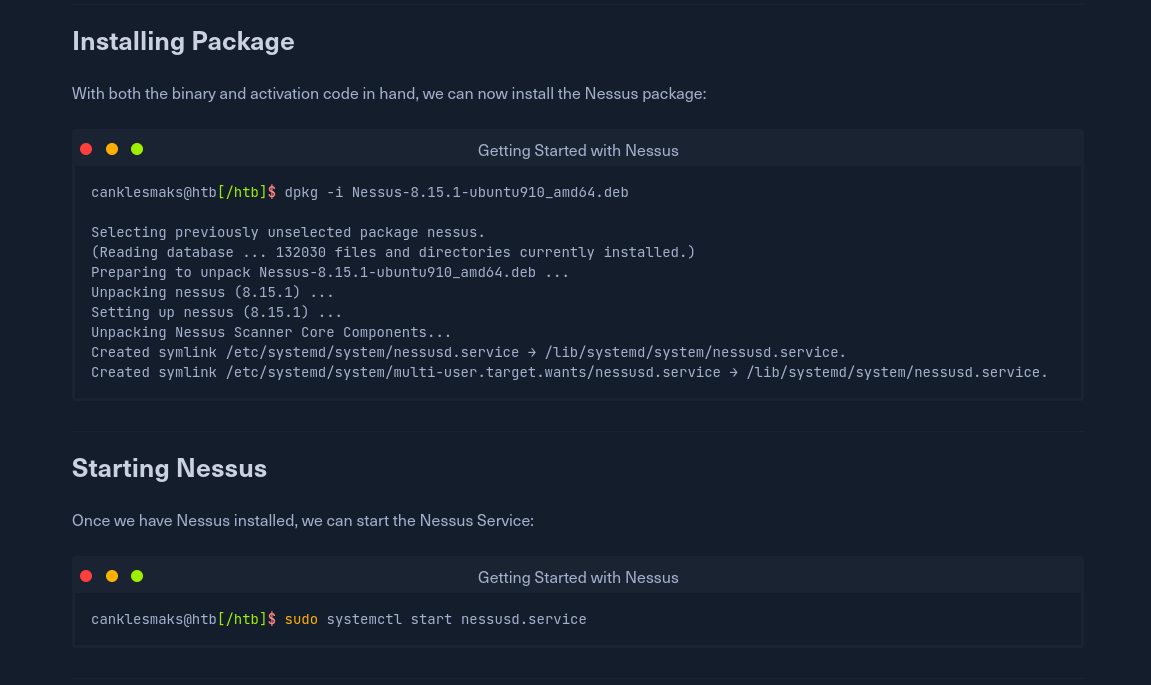 Installing Package
With both the binary and activation code in hand, we can now install the Nessus package:
Getting Started with Nessus
canklesmaks@htb[/htb]$ dpkg -i Nessus-8.15.1-ubuntu910_amd64.deb
Selecting previously unselected package nessus.
(Reading database ... 132030 files and directories currently installed.)
Preparing to unpack Nessus-8.15.1-ubuntu910_amd64.deb ...
Unpacking nessus (8.15.1) ...
Setting up nessus (8.15.1) ...
Unpacking Nessus Scanner Core Components...
Created symlink /etc/systemd/system/nessusd.service → /lib/systemd/system/nessusd.service.
Created symlink /etc/systemd/system/multi-user.target.wants/nessusd.service → /lib/systemd/system/nessusd.service.
Starting Nessus
Once we have Nessus installed, we can start the Nessus Service:
Getting Started with Nessus
canklesmaks@htb[/htb]$ sudo systemctl start nessusd.service